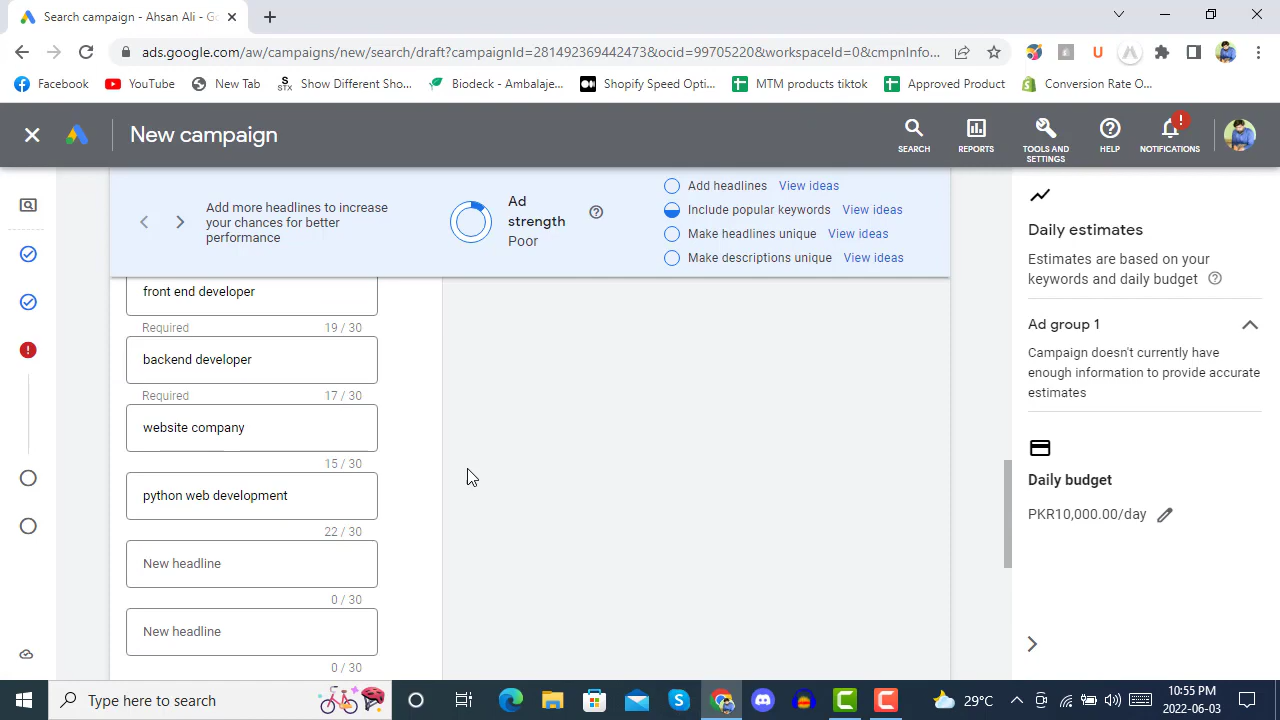 Search campaign - Ahsan Ali - Go
ads.google.com/aw/campaigns/new/search/draft?campaignId=281492369442473&ocid=99705220&workspaceId=0&cmpnInfo...
Facebook
YouTube
New Tab
STX
Show Different Sho...
Biodeck - Ambalaje...
Shopify Speed Opti...
MTM products tiktok
Approved Product
Conversion Rate O...
New campaign
SEARCH
REPORTS
TOOLS AND
SETTINGS
HELP
NOTIFICATIONS
Add more headlines to increase
your chances for better
performance
Ad
strength
Poor
Add headlines View ideas
Include popular keywords View ideas
Make headlines unique View ideas
Make descriptions unique View ideas
front end developer
Required 19 / 30
backend developer
Required 17 / 30
website company
15 / 30
python web development
22 / 30
New headline
0 / 30
New headline
0 / 30
Daily estimates
Estimates are based on your
keywords and daily budget
Ad group 1
Campaign doesn't currently have
enough information to provide accurate
estimates
Daily budget
PKR10,000.00/day
Type here to search
29°C
10:55 PM
2022-06-03